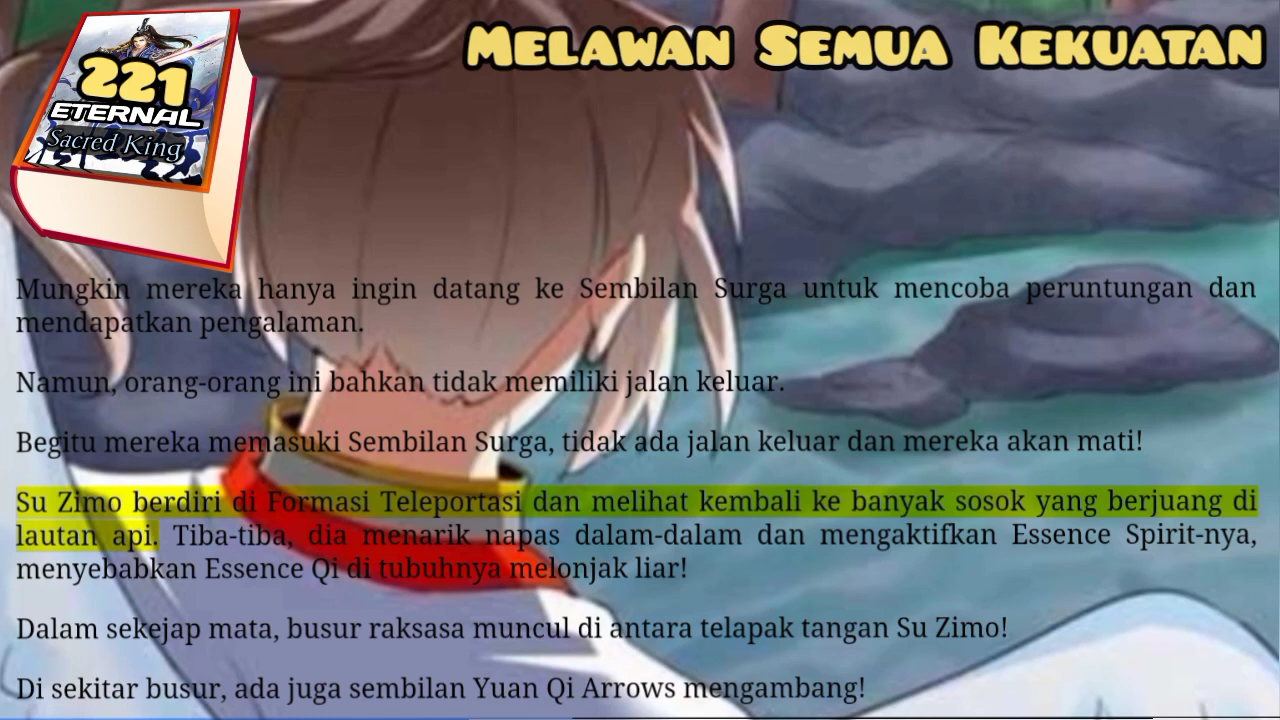 MELAWAN SEMUA KEKUATAN
221
ETERNAL
Sacred King
Mungkin mereka hanya ingin datang ke Sembilan Surga untuk mencoba peruntungan dan
mendapatkan pengalaman.
Namun, orang-orang ini bahkan tidak memiliki jalan keluar.
Begitu mereka memasuki Sembilan Surga, tidak ada jalan keluar dan mereka akan mati!
Su Zimo berdiri di Formasi Teleportasi dan melihat kembali ke banyak sosok yang berjuang di
lautan api. Tiba-tiba, dia menarik napas dalam-dalam dan mengaktifkan Essence Spirit-nya,
menyebabkan Essence Qi di tubuhnya melonjak liar!
Dalam sekejap mata, busur raksasa muncul di antara telapak tangan Su Zimo!
Di sekitar busur, ada juga sembilan Yuan Qi Arrows mengambang!